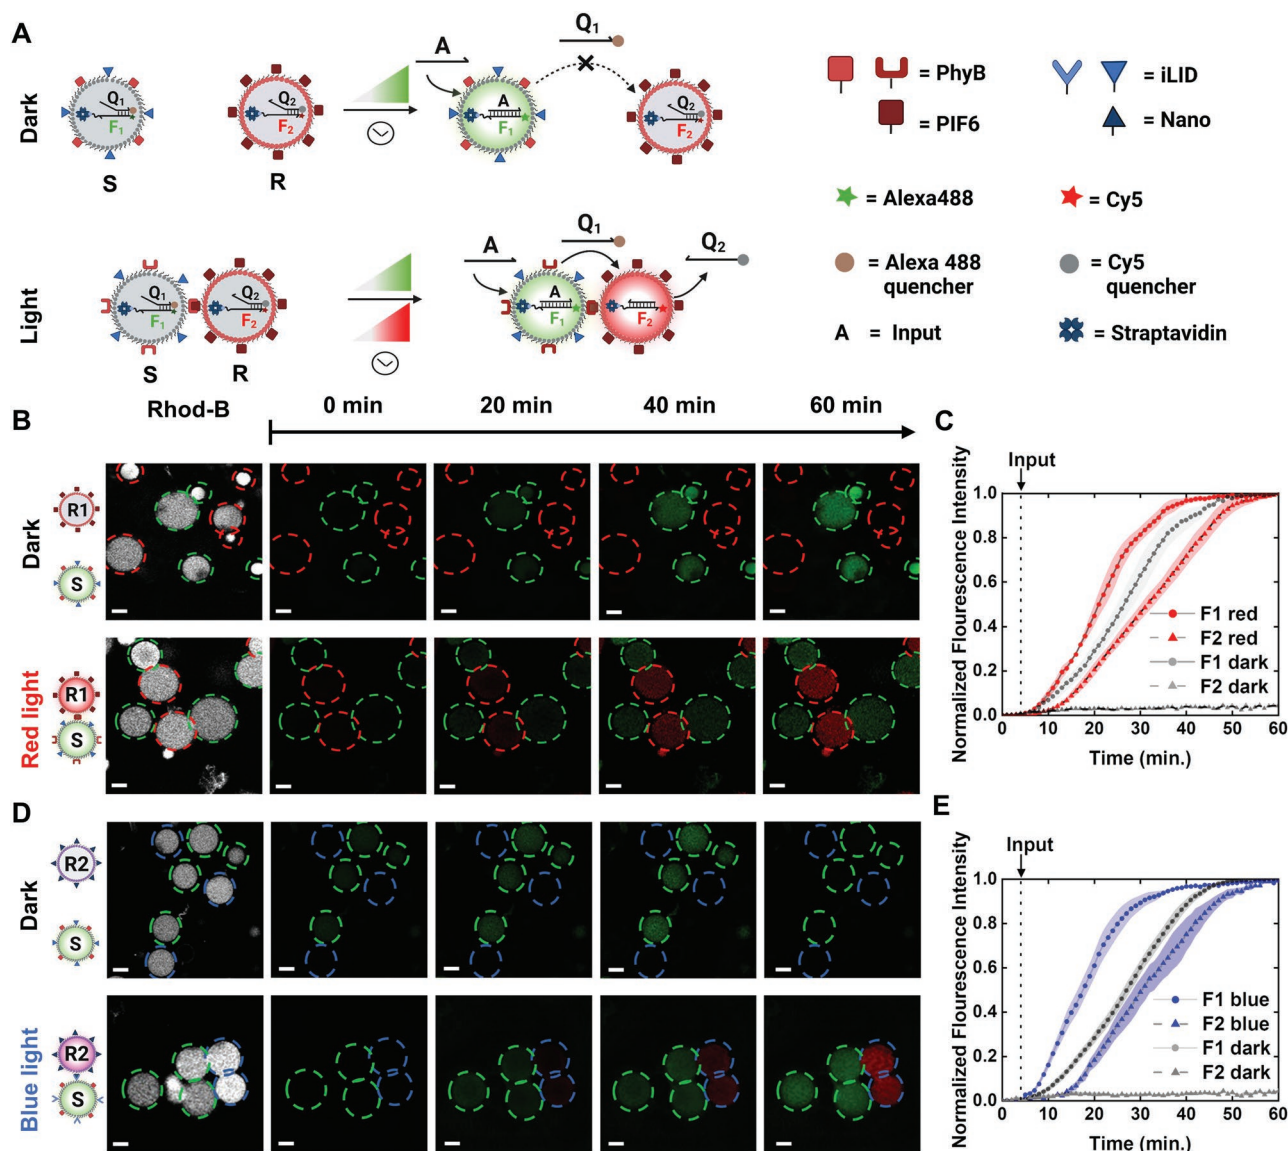 A
Dark
Q1
F1
S
Q2
F2
R
A
Q1
A
F1
Q2
F2
= PhyB
= iLID
= PIF6
= Nano
= Alexa488
= Cy5
= Alexa 488
quencher
= Cy5
quencher
A = Input
= Straptavidin
Light
Q1
F1
S
Q2
F2
R
A
Q1
Q2
A
F1
F2
B
Rhod-B
0 min
20 min
40 min
60 min
Dark
R1
S
Red light
R1
S
C
Input
Normalized Flourescence Intensity
1.0
0.8
0.6
0.4
0.2
0.0
F1 red
F2 red
F1 dark
F2 dark
0 10 20 30 40 50 60
Time (min.)
D
Dark
R2
S
Blue light
R2
S
E
Input
Normalized Flourescence Intensity
1.0
0.8
0.6
0.4
0.2
0.0
F1 blue
F2 blue
F1 dark
F2 dark
0 10 20 30 40 50 60
Time (min.)